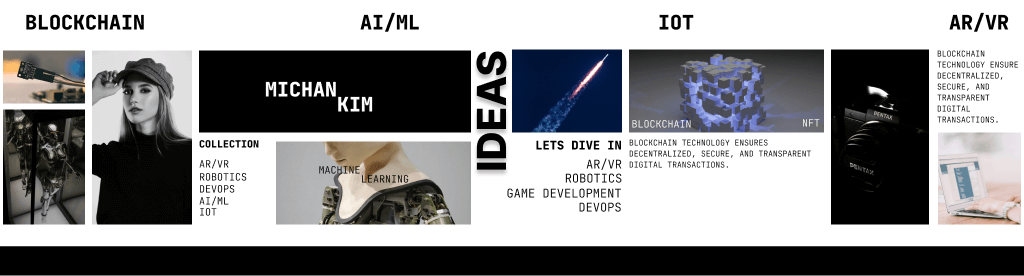 BLOCKCHAIN
AI/ML
IOT
AR/VR
MICHAN
KIM
COLLECTION
AR/VR
ROBOTICS
DEVOPS
AI/ML
IOT
MACHINE
LEARNING
IDEAS
LETS DIVE IN
AR/VR
ROBOTICS
GAME DEVELOPMENT
DEVOPS
BLOCKCHAIN
NFT
BLOCKCHAIN TECHNOLOGY ENSURES
DECENTRALIZED, SECURE, AND TRANSPARENT
DIGITAL TRANSACTIONS.
PENTAX
PENTAX
BLOCKCHAIN
TECHNOLOGY ENSURE
DECENTRALIZED,
SECURE, AND
TRANSPARENT
DIGITAL
TRANSACTIONS.